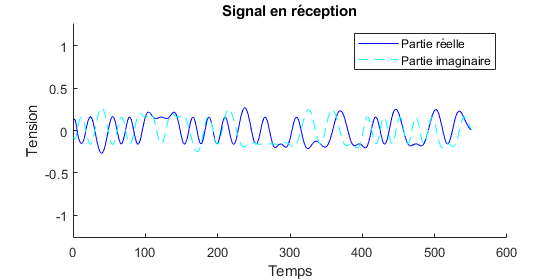 Signal en réception
Partie réelle
Partie imaginaire
Tension
1
0.5
0
-0.5
-1
0
100
200
300
400
500
600
Temps